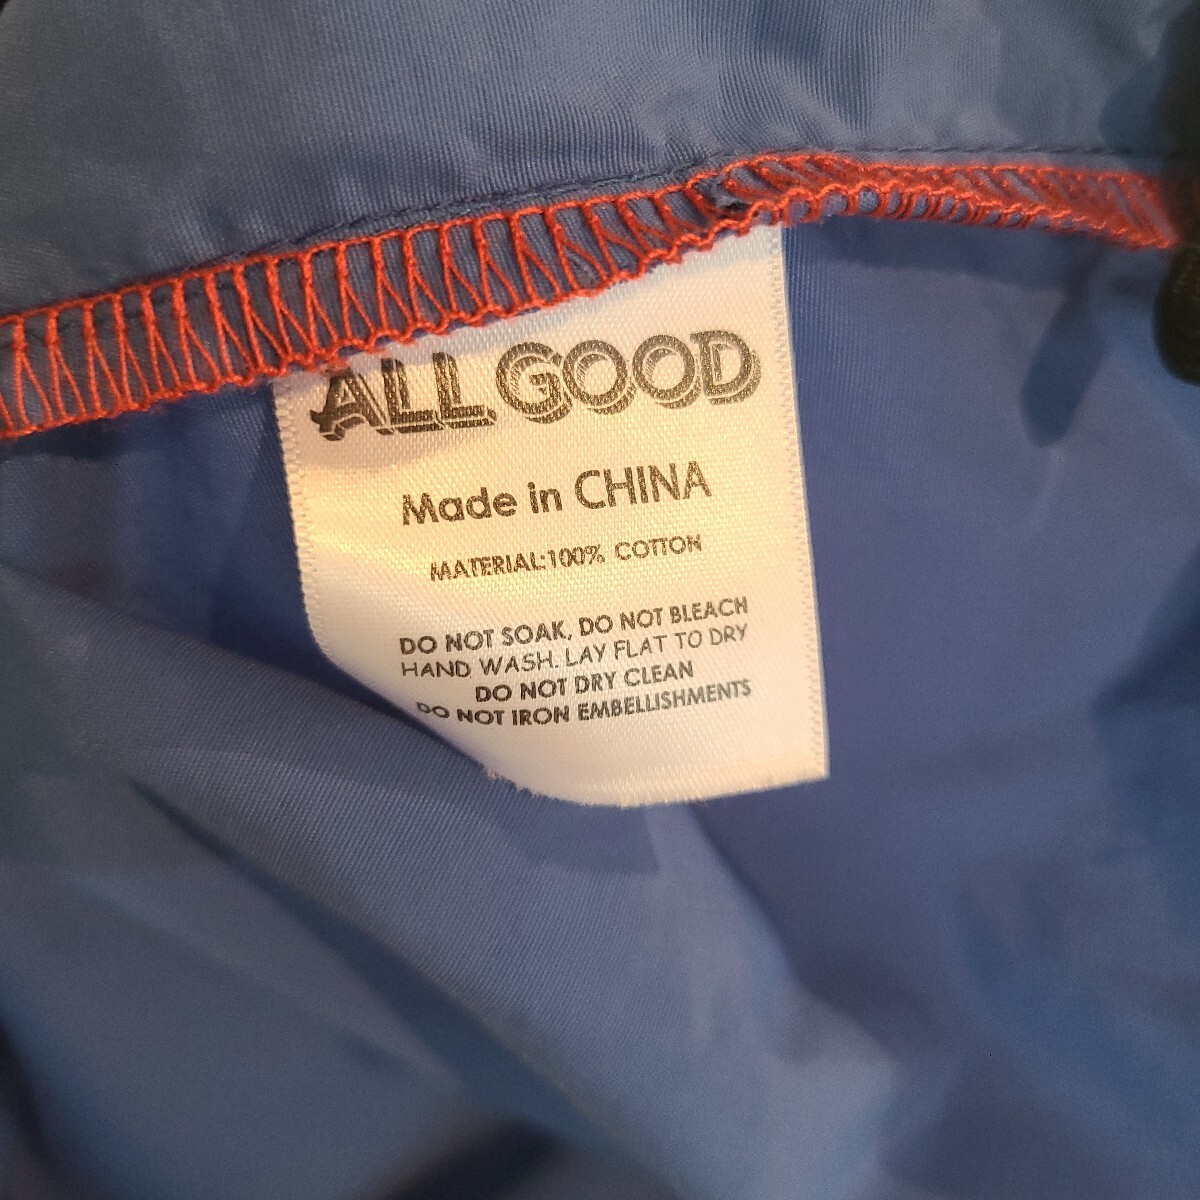 ALL GOOD
Made in CHINA
MATERIAL:100% COTTON
DO NOT SOAK, DO NOT BLEACH
HAND WASH. LAY FLAT TO DRY
DO NOT DRY CLEAN
DO NOT IRON EMBELLISHMENTS